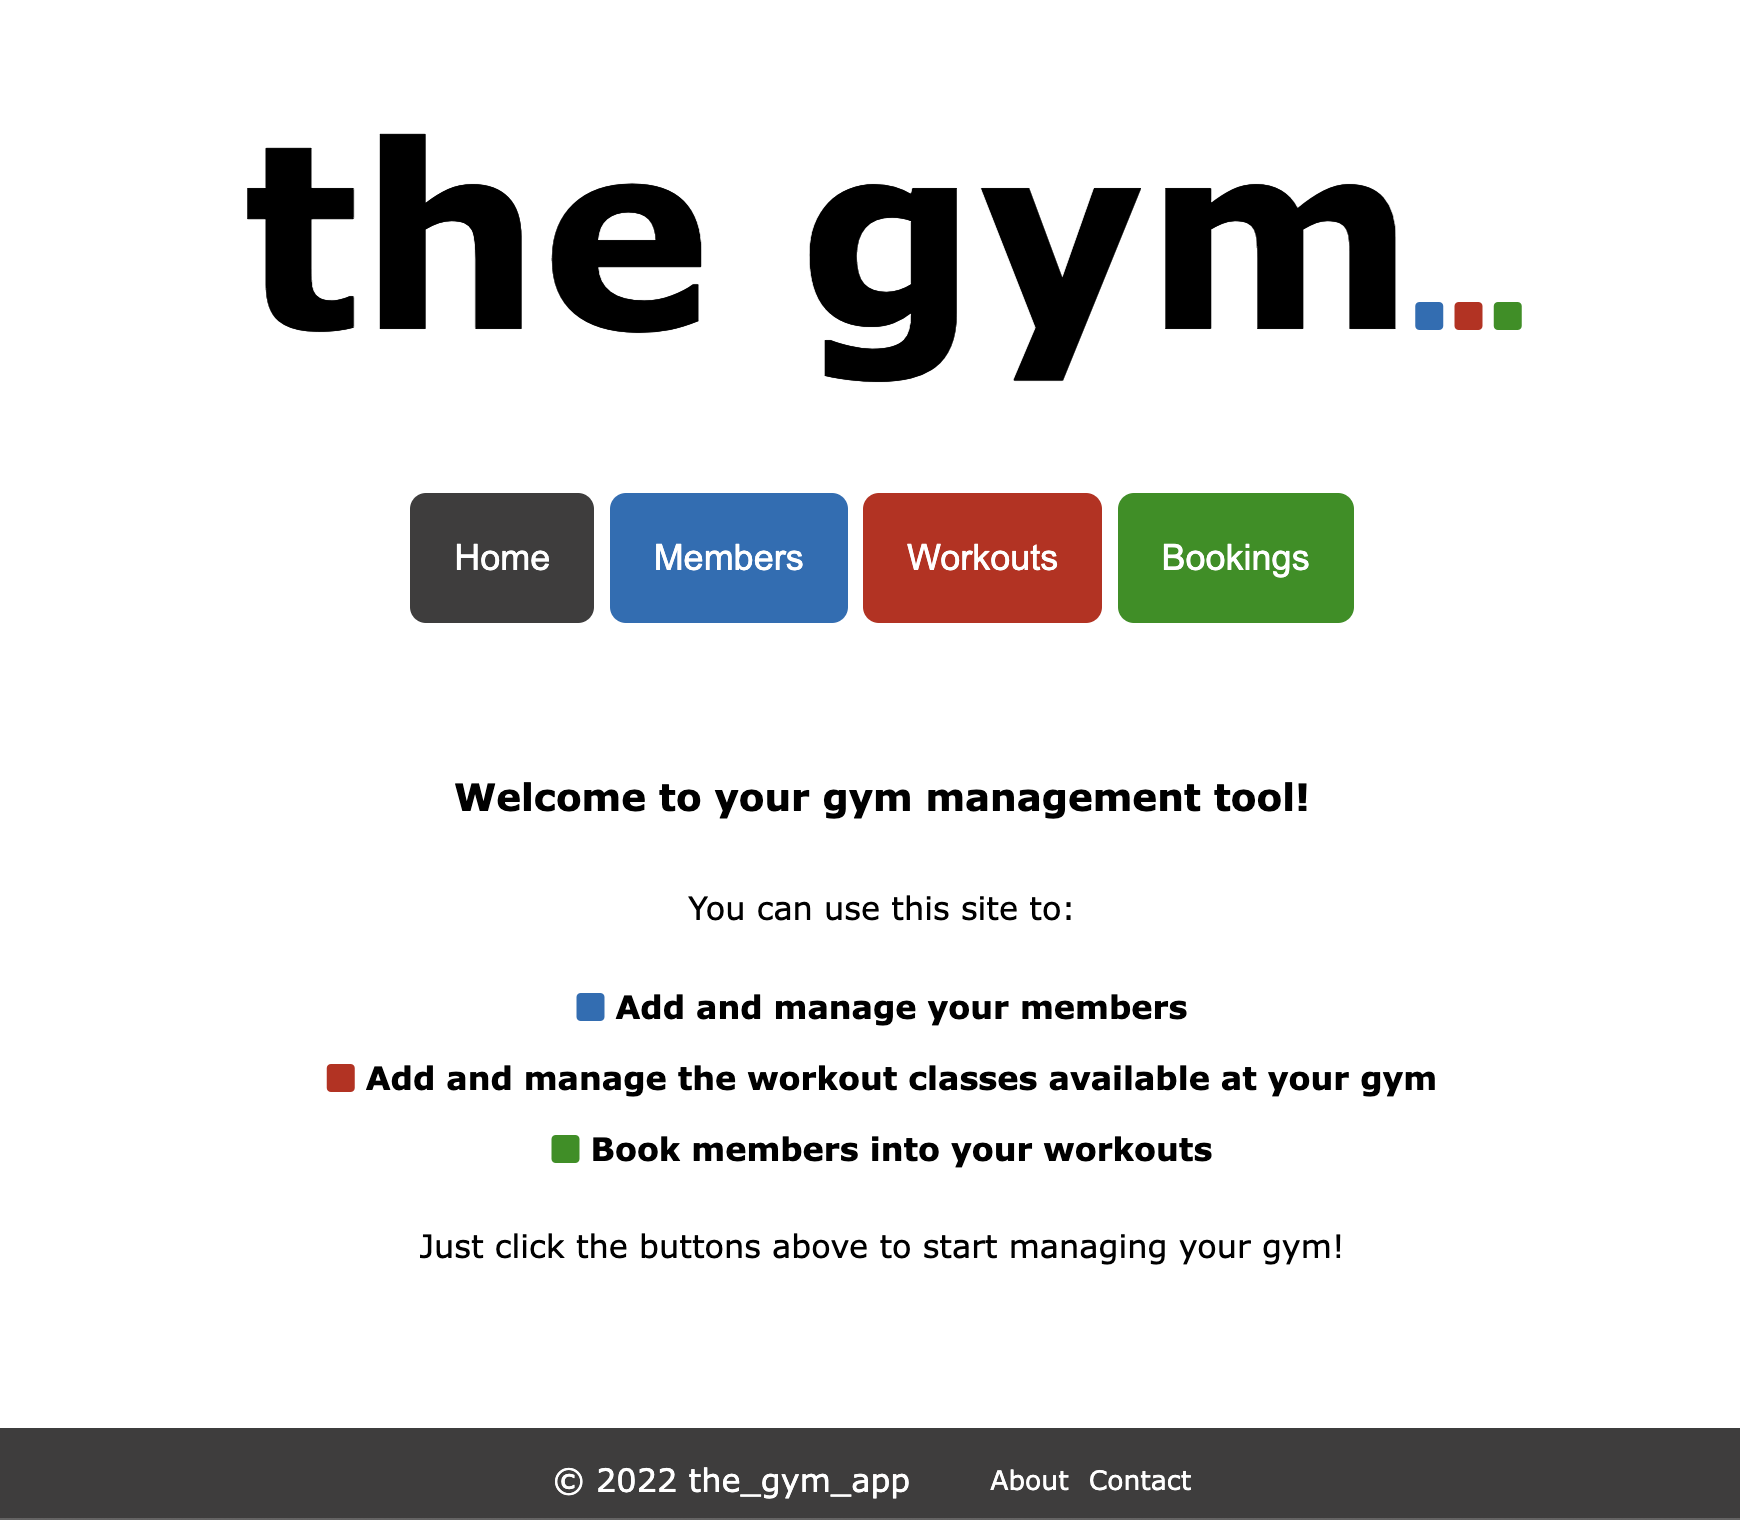 the gym
Home Members Workouts Bookings
Welcome to your gym management tool!
You can use this site to:
Add and manage your members
Add and manage the workout classes available at your gym
Book members into your workouts
Just click the buttons above to start managing your gym!
© 2022 the_gym_app About Contact